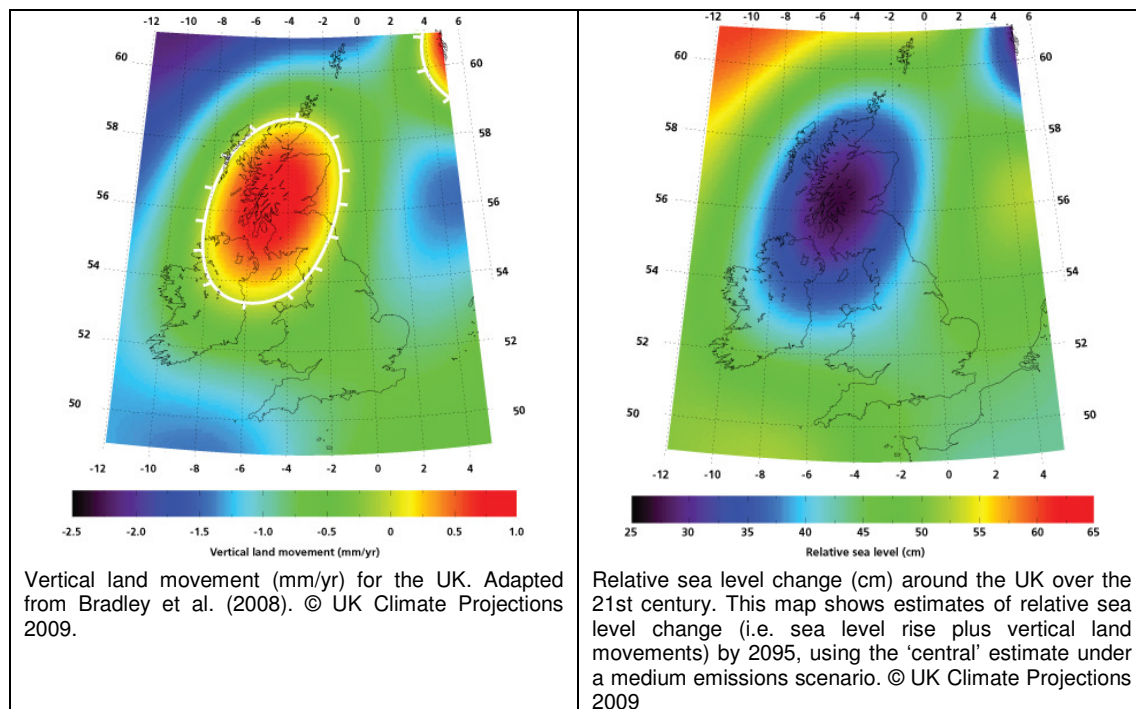 -12 -10 -8 -6 -4 -2 0 2 4 6
60
58
56
54
52
50
60
58
56
54
52
50
-12 -10 -8 -6 -4 -2 0 2 4
-2.5 -2.0 -1.5 -1.0 -0.5 0 0.5 1.0
Vertical land movement (mm/yr)
Vertical land movement (mm/yr) for the UK. Adapted
from Bradley et al. (2008). © UK Climate Projections
2009.
-12 -10 -8 -6 -4 -2 0 2 4 6
60
58
56
54
52
50
60
58
56
54
52
50
-12 -10 -8 -6 -4 -2 0 2 4
25 30 35 40 45 50 55 60 65
Relative sea level (cm)
Relative sea level change (cm) around the UK over the
21st century. This map shows estimates of relative sea
level change (i.e. sea level rise plus vertical land
movements) by 2095, using the ‘central’ estimate under
a medium emissions scenario. © UK Climate Projections
2009